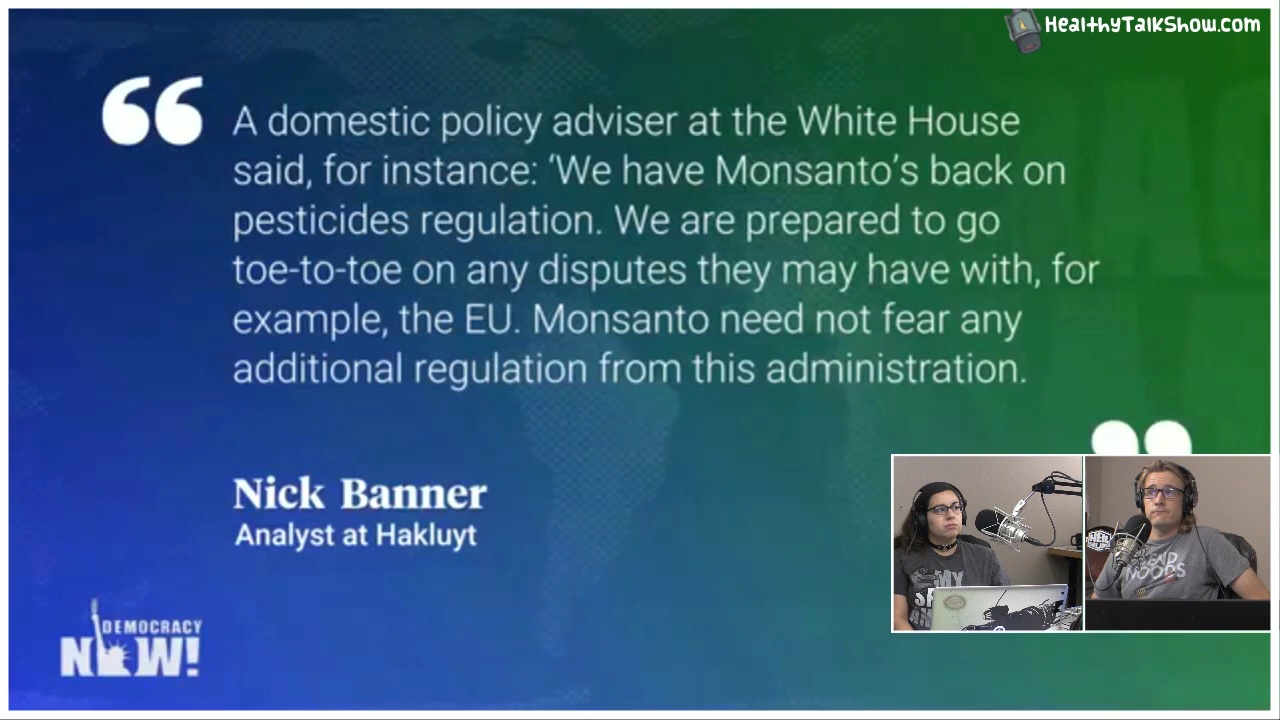 HealthyTalkShow.com
“
A domestic policy adviser at the White House
said, for instance: ‘We have Monsanto’s back on
pesticides regulation. We are prepared to go
toe-to-toe on any disputes they may have with, for
example, the EU. Monsanto need not fear any
additional regulation from this administration.
”
Nick Banner
Analyst at Hakluyt
DEMOCRACY
NOW!
MY
NOODS